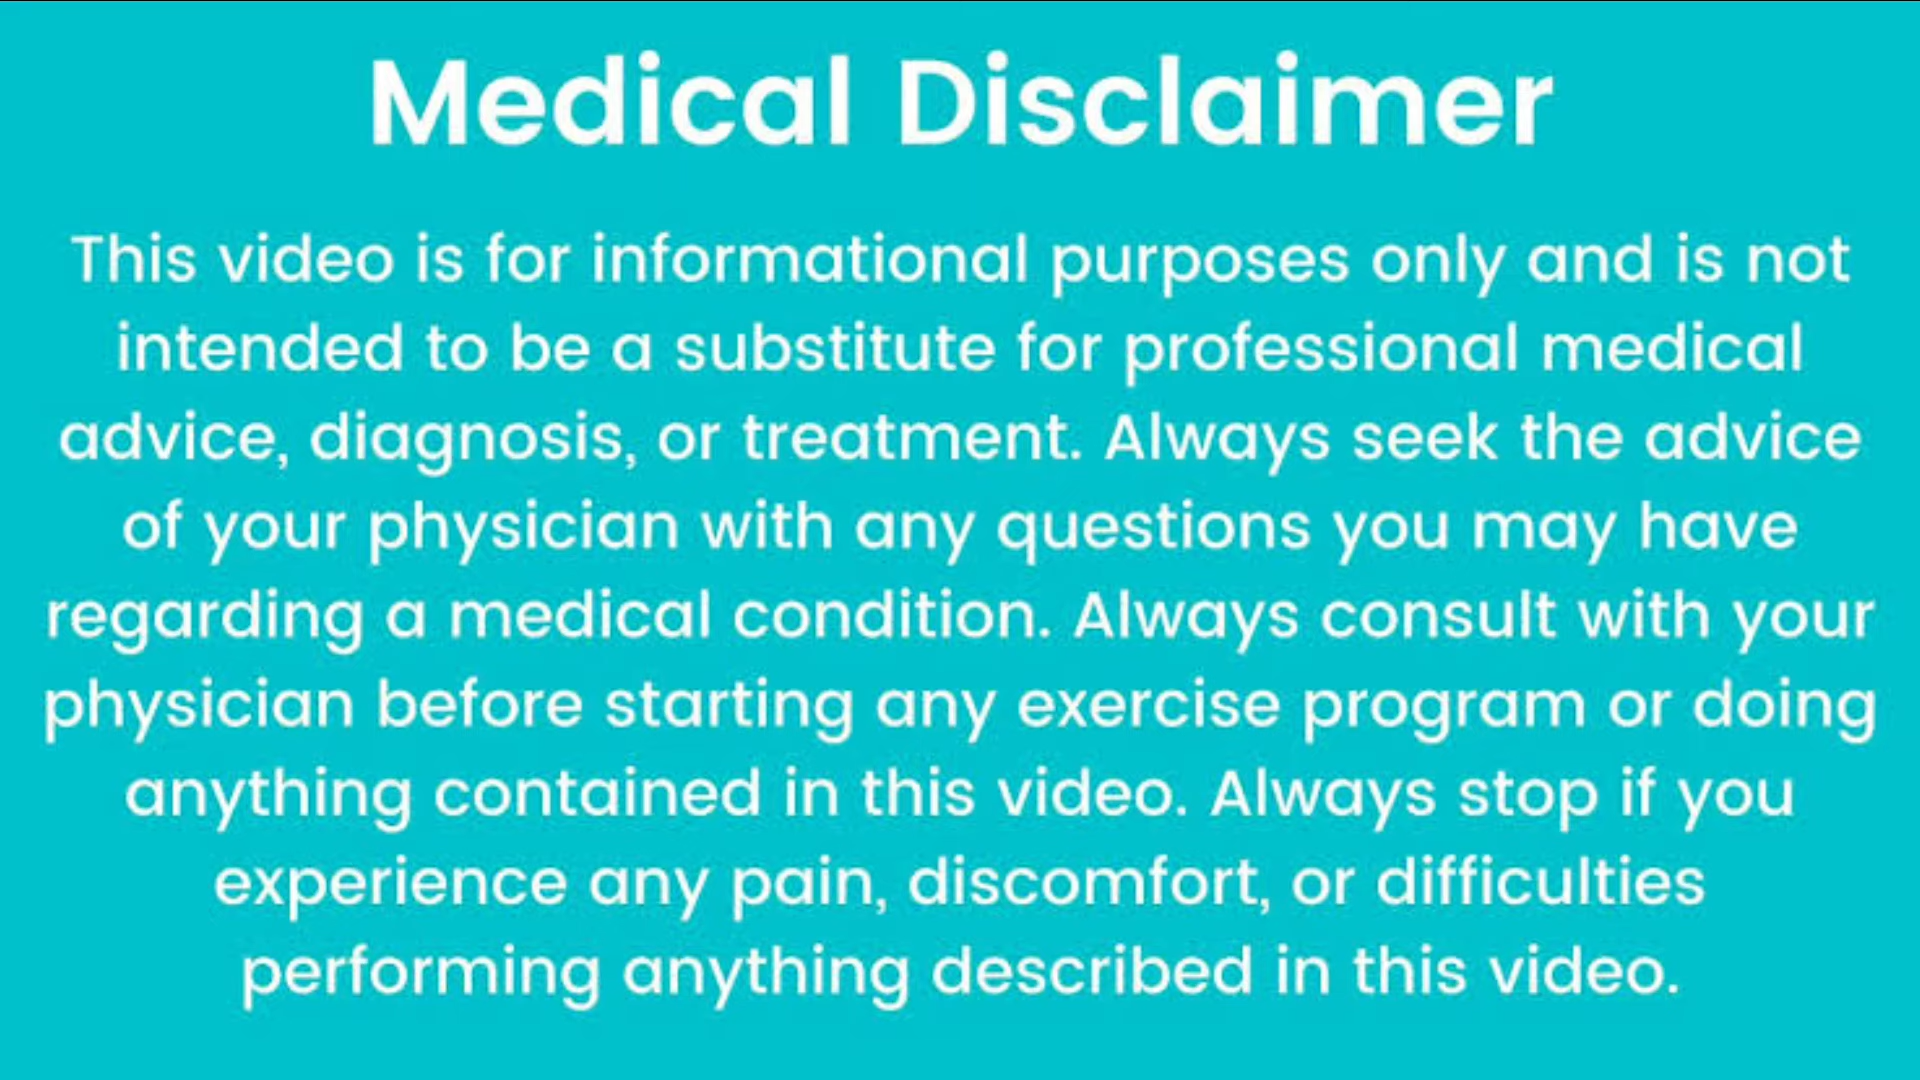 Medical Disclaimer
This video is for informational purposes only and is not
intended to be a substitute for professional medical
advice, diagnosis, or treatment. Always seek the advice
of your physician with any questions you may have
regarding a medical condition. Always consult with your
physician before starting any exercise program or doing
anything contained in this video. Always stop if you
experience any pain, discomfort, or difficulties
performing anything described in this video.